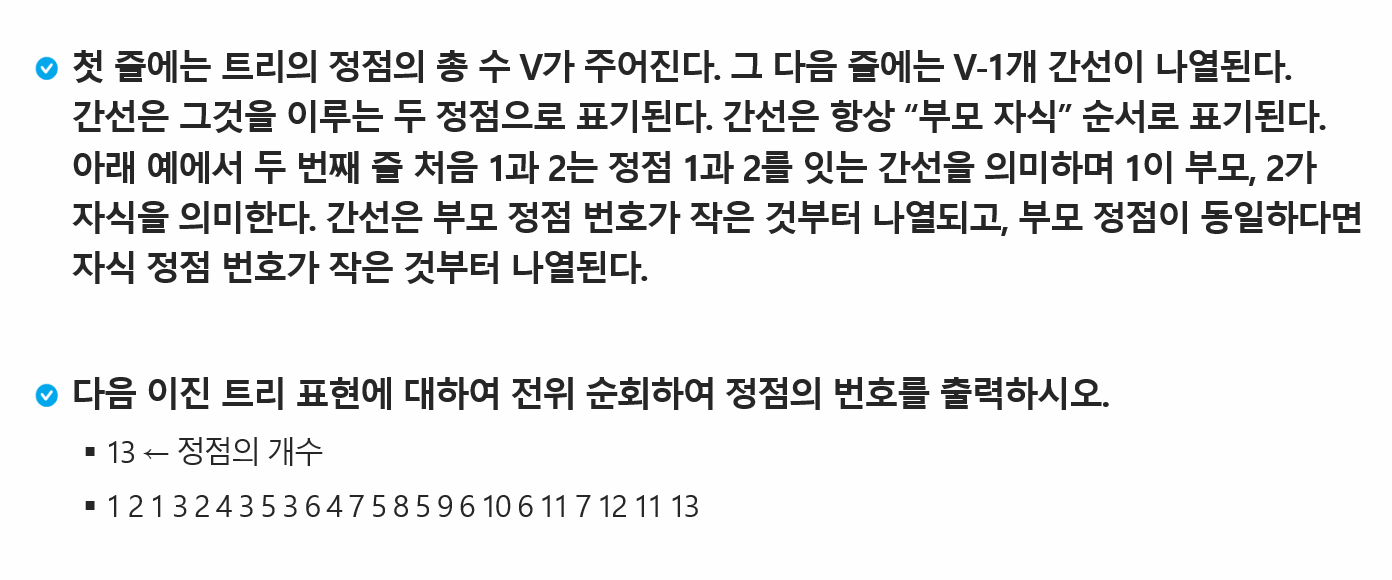 첫 줄에는 트리의 정점의 총 수 V가 주어진다. 그 다음 줄에는 V-1개 간선이 나열된다.
간선은 그것을 이루는 두 정점으로 표기된다. 간선은 항상 “부모 자식” 순서로 표기된다.
아래 예에서 두 번째 줄 처음 1과 2는 정점 1과 2를 잇는 간선을 의미하며 1이 부모, 2가
자식을 의미한다. 간선은 부모 정점 번호가 작은 것부터 나열되고, 부모 정점이 동일하다면
자식 정점 번호가 작은 것부터 나열된다.
다음 이진 트리 표현에 대하여 전위 순회하여 정점의 번호를 출력하시오.
▪ 13 ← 정점의 개수
▪ 1 2 1 3 2 4 3 5 3 6 4 7 5 8 5 9 6 10 6 11 7 12 11 13